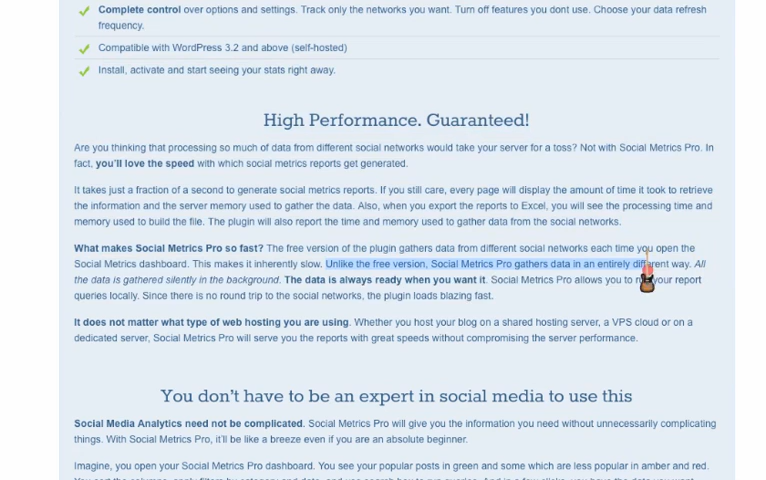 Complete control over options and settings. Track only the networks you want. Turn off features you dont use. Choose your data refresh
frequency.
Compatible with WordPress 3.2 and above (self-hosted)
Install, activate and start seeing your stats right away.
High Performance. Guaranteed!
Are you thinking that processing so much of data from different social networks would take your server for a toss? Not with Social Metrics Pro. In
fact, you'll love the speed with which social metrics reports get generated.
It takes just a fraction of a second to generate social metrics reports. If you still care, every page will display the amount of time it took to retrieve
the information and the server memory used to gather the data. Also, when you export the reports to Excel, you will see the processing time and
memory used to build the file. The plugin will also report the time and memory used to gather data from the social networks.
What makes Social Metrics Pro so fast? The free version of the plugin gathers data from different social networks each time you open the
Social Metrics dashboard. This makes it inherently slow. Unlike the free version, Social Metrics Pro gathers data in an entirely different way. All
the data is gathered silently in the background. The data is always ready when you want it. Social Metrics Pro allows you to your report
queries locally. Since there is no round trip to the social networks, the plugin loads blazing fast.
It does not matter what type of web hosting you are using. Whether you host your blog on a shared hosting server, a VPS cloud or on a
dedicated server, Social Metrics Pro will serve you the reports with great speeds without compromising the server performance.
You don't have to be an expert in social media to use this
Social Media Analytics need not be complicated. Social Metrics Pro will give you the information you need without unnecessarily complicating
things. With Social Metrics Pro, it'll be like a breeze even if you are an absolute beginner.
Imagine, you open your Social Metrics Pro dashboard. You see your popular posts in green and some which are less popular in amber and red.